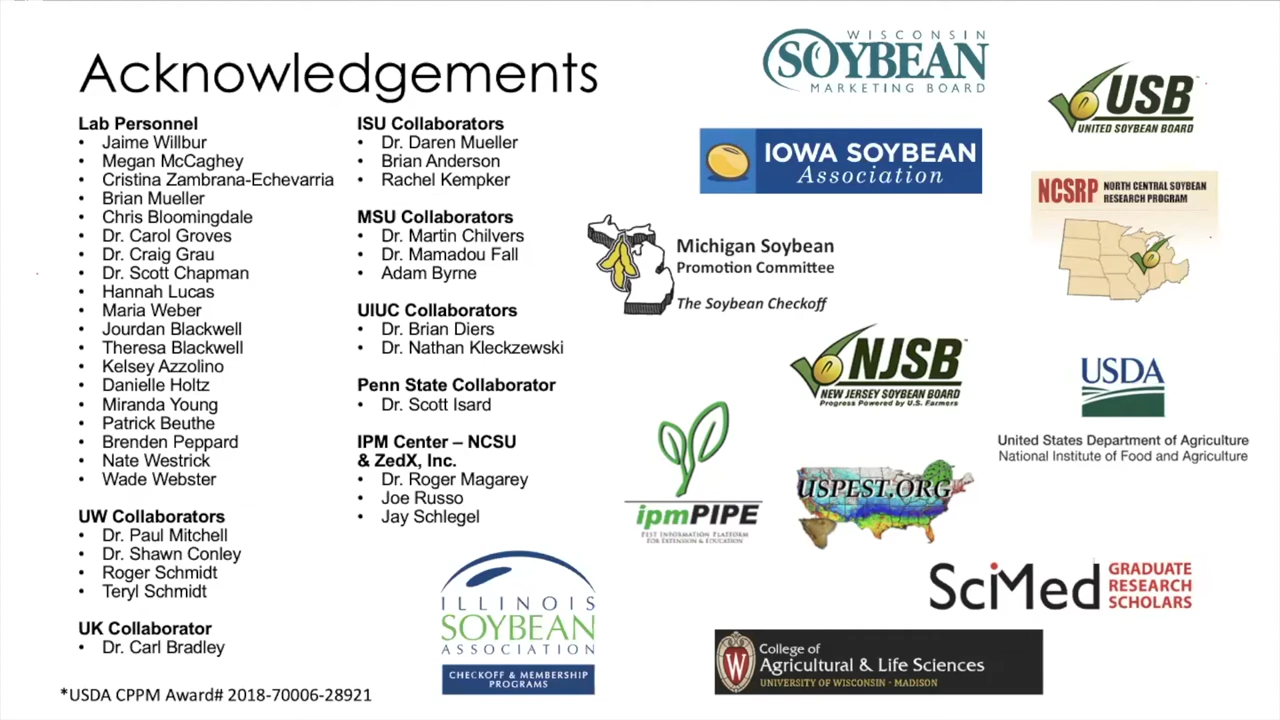 Acknowledgements
Lab Personnel
• Jaime Willbur
• Megan McCaghey
• Cristina Zambrana-Echevarria
• Brian Mueller
• Chris Bloomingdale
• Dr. Carol Groves
• Dr. Craig Grau
• Dr. Scott Chapman
• Hannah Lucas
• Maria Weber
• Jourdan Blackwell
• Theresa Blackwell
• Kelsey Azzolino
• Danielle Holtz
• Miranda Young
• Patrick Beuthe
• Brenden Peppard
• Nate Westrick
• Wade Webster
UW Collaborators
• Dr. Paul Mitchell
• Dr. Shawn Conley
• Roger Schmidt
• Teryl Schmidt
UK Collaborator
• Dr. Carl Bradley
*USDA CPPM Award# 2018-70006-28921
ISU Collaborators
• Dr. Daren Mueller
• Brian Anderson
• Rachel Kempker
MSU Collaborators
• Dr. Martin Chilvers
• Dr. Mamadou Fall
• Adam Byrne
UIUC Collaborators
• Dr. Brian Diers
• Dr. Nathan Kleckzewski
Penn State Collaborator
• Dr. Scott Isard
IPM Center – NCSU
& ZedX, Inc.
• Dr. Roger Magarey
• Joe Russo
• Jay Schlegel
WISCONSIN
SOYBEAN
MARKETING BOARD
USB
UNITED SOYBEAN BOARD
IOWA SOYBEAN
Association
NCSRP NORTH CENTRAL SOYBEAN
RESEARCH PROGRAM
Michigan Soybean
Promotion Committee
The Soybean Checkoff
NJSB™
NEW JERSEY SOYBEAN BOARD
Progress Powered by U.S. Farmers
USDA
United States Department of Agriculture
National Institute of Food and Agriculture
ipmPIPE
PEST INFORMATION PLATFORM
FOR EXTENSION & EDUCATION
USPEST.ORG
SciMed GRADUATE
RESEARCH
SCHOLARS
ILLINOIS
SOYBEAN
ASSOCIATION
CHECKOFF & MEMBERSHIP
PROGRAMS
W
College of
Agricultural & Life Sciences
UNIVERSITY OF WISCONSIN - MADISON